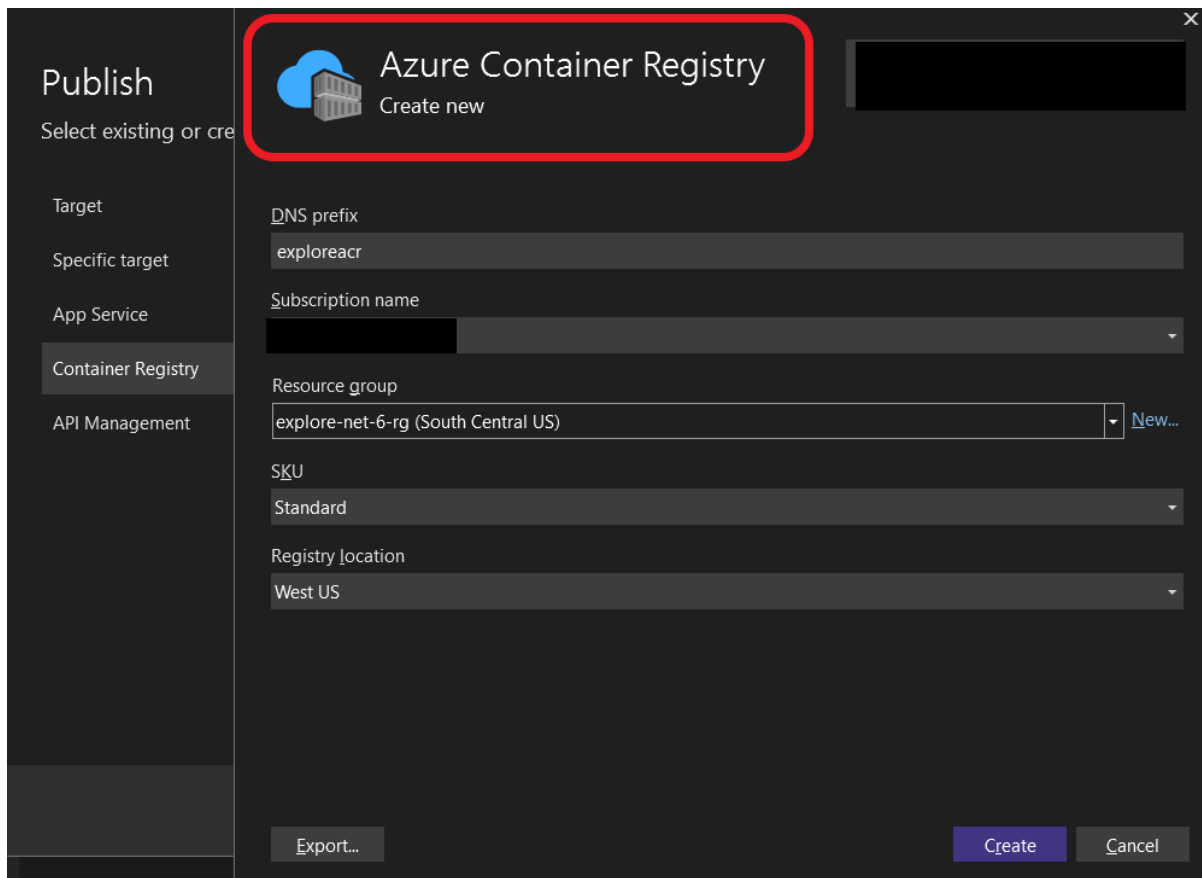 Publish
Select existing or cre
Target
Specific target
App Service
Container Registry
API Management
Azure Container Registry
Create new
DNS prefix
exploreacr
Subscription name
Resource group
explore-net-6-rg (South Central US)
New...
SKU
Standard
Registry location
West US
Export...
Create
Cancel